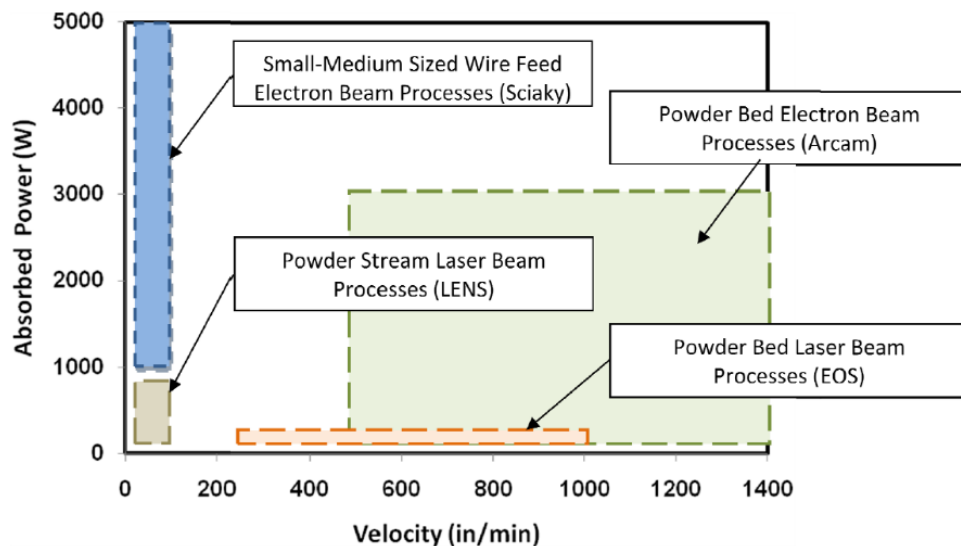 5000
4000
3000
2000
1000
0
Absorbed Power (W)
Small-Medium Sized Wire Feed
Electron Beam Processes (Sciaky)
Powder Bed Electron Beam
Processes (Arcam)
Powder Stream Laser Beam
Processes (LENS)
Powder Bed Laser Beam
Processes (EOS)
0 200 400 600 800 1000 1200 1400
Velocity (in/min)